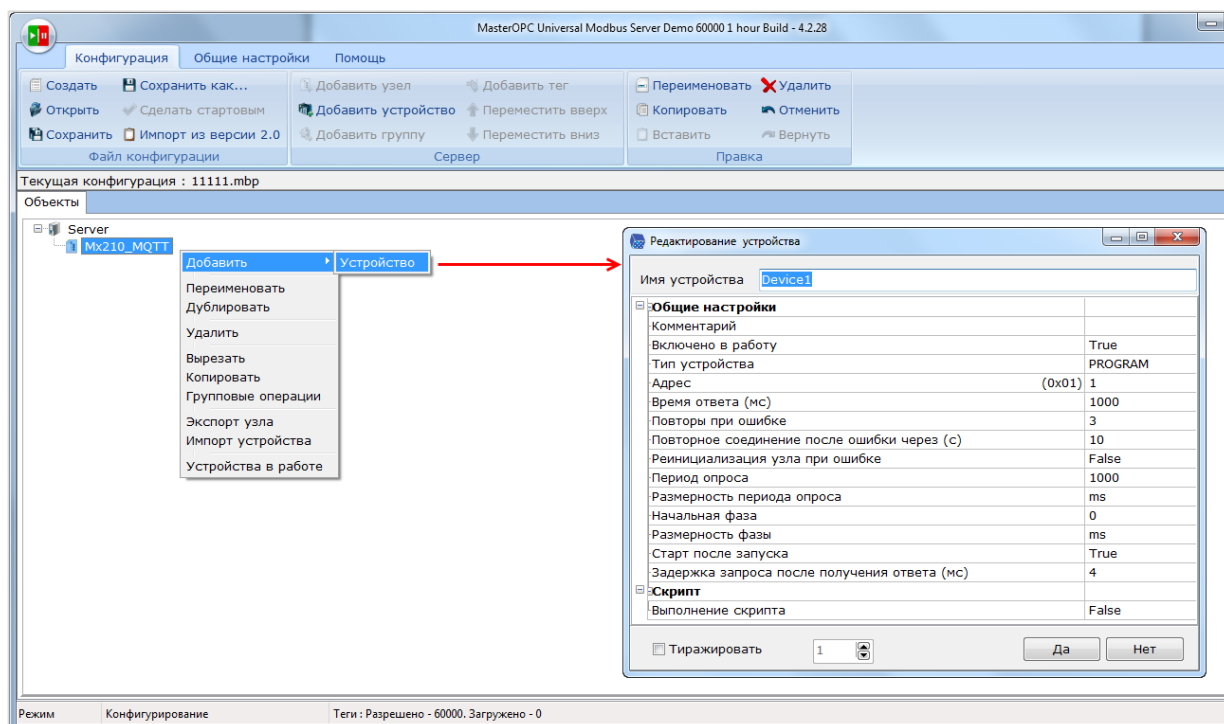 MasterOPC Universal Modbus Server Demo 60000 1 hour Build - 4.2.28
Конфигурация Общие настройки Помощь
Создать Сохранить как... Добавить узел Добавить тег Переименовать Удалить
Открыть Сделать стартовым Добавить устройство Переместить вверх Копировать Отменить
Сохранить Импорт из версии 2.0 Добавить группу Переместить вниз Вставить Вернуть
Файл конфигурации Сервер Правка
Текущая конфигурация : 11111.mbp
Объекты
Server
Mx210_MQTT
Добавить Устройство
Переименовать
Дублировать
Удалить
Вырезать
Копировать
Групповые операции
Экспорт узла
Импорт устройства
Устройства в работе
Редактирование устройства
Имя устройства Device1
Общие настройки
Комментарий
Включено в работу True
Тип устройства PROGRAM
Адрес (0x01) 1
Время ответа (мс) 1000
Повторы при ошибке 3
Повторное соединение после ошибки через (с) 10
Реинициализация узла при ошибке False
Период опроса 1000
Размерность периода опроса ms
Начальная фаза 0
Размерность фазы ms
Старт после запуска True
Задержка запроса после получения ответа (мс) 4
Скрипт
Выполнение скрипта False
Тиражировать 1 Да Нет
Режим Конфигурирование Теги : Разрешено - 60000. Загружено - 0